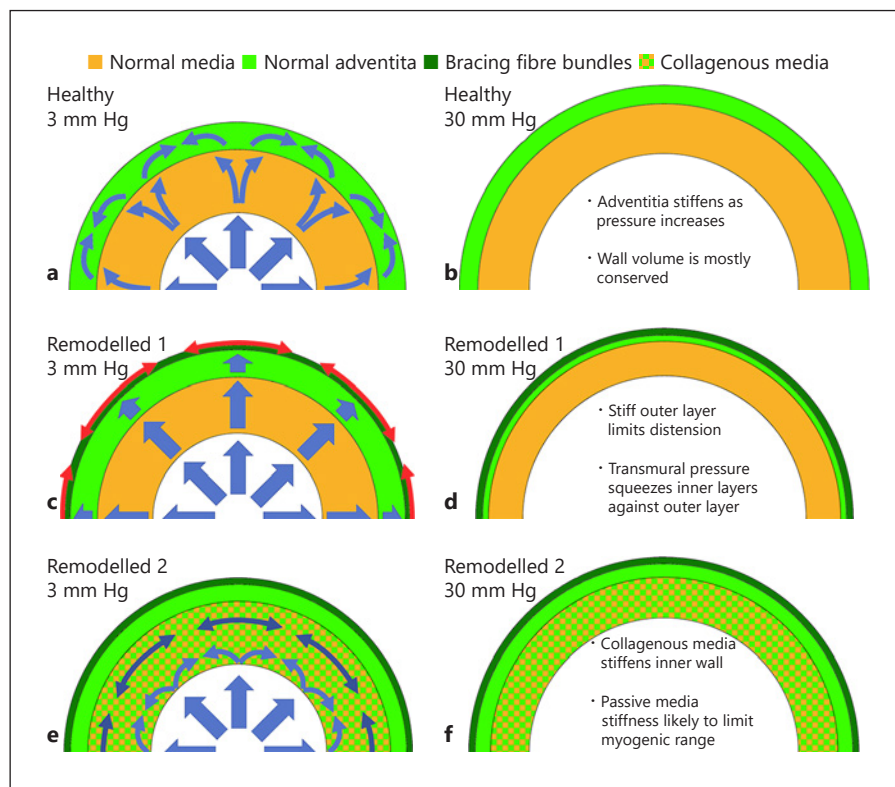 Normal media Normal adventita Bracing fibre bundles Collagenous media
Healthy
3 mm Hg
a
Healthy
30 mm Hg
· Adventitia stiffens as
pressure increases
· Wall volume is mostly
conserved
b
Remodelled 1
3 mm Hg
c
Remodelled 1
30 mm Hg
· Stiff outer layer
limits distension
· Transmural pressure
squeezes inner layers
against outer layer
d
Remodelled 2
3 mm Hg
e
Remodelled 2
30 mm Hg
· Collagenous media
stiffens inner wall
· Passive media
stiffness likely to limit
myogenic range
f